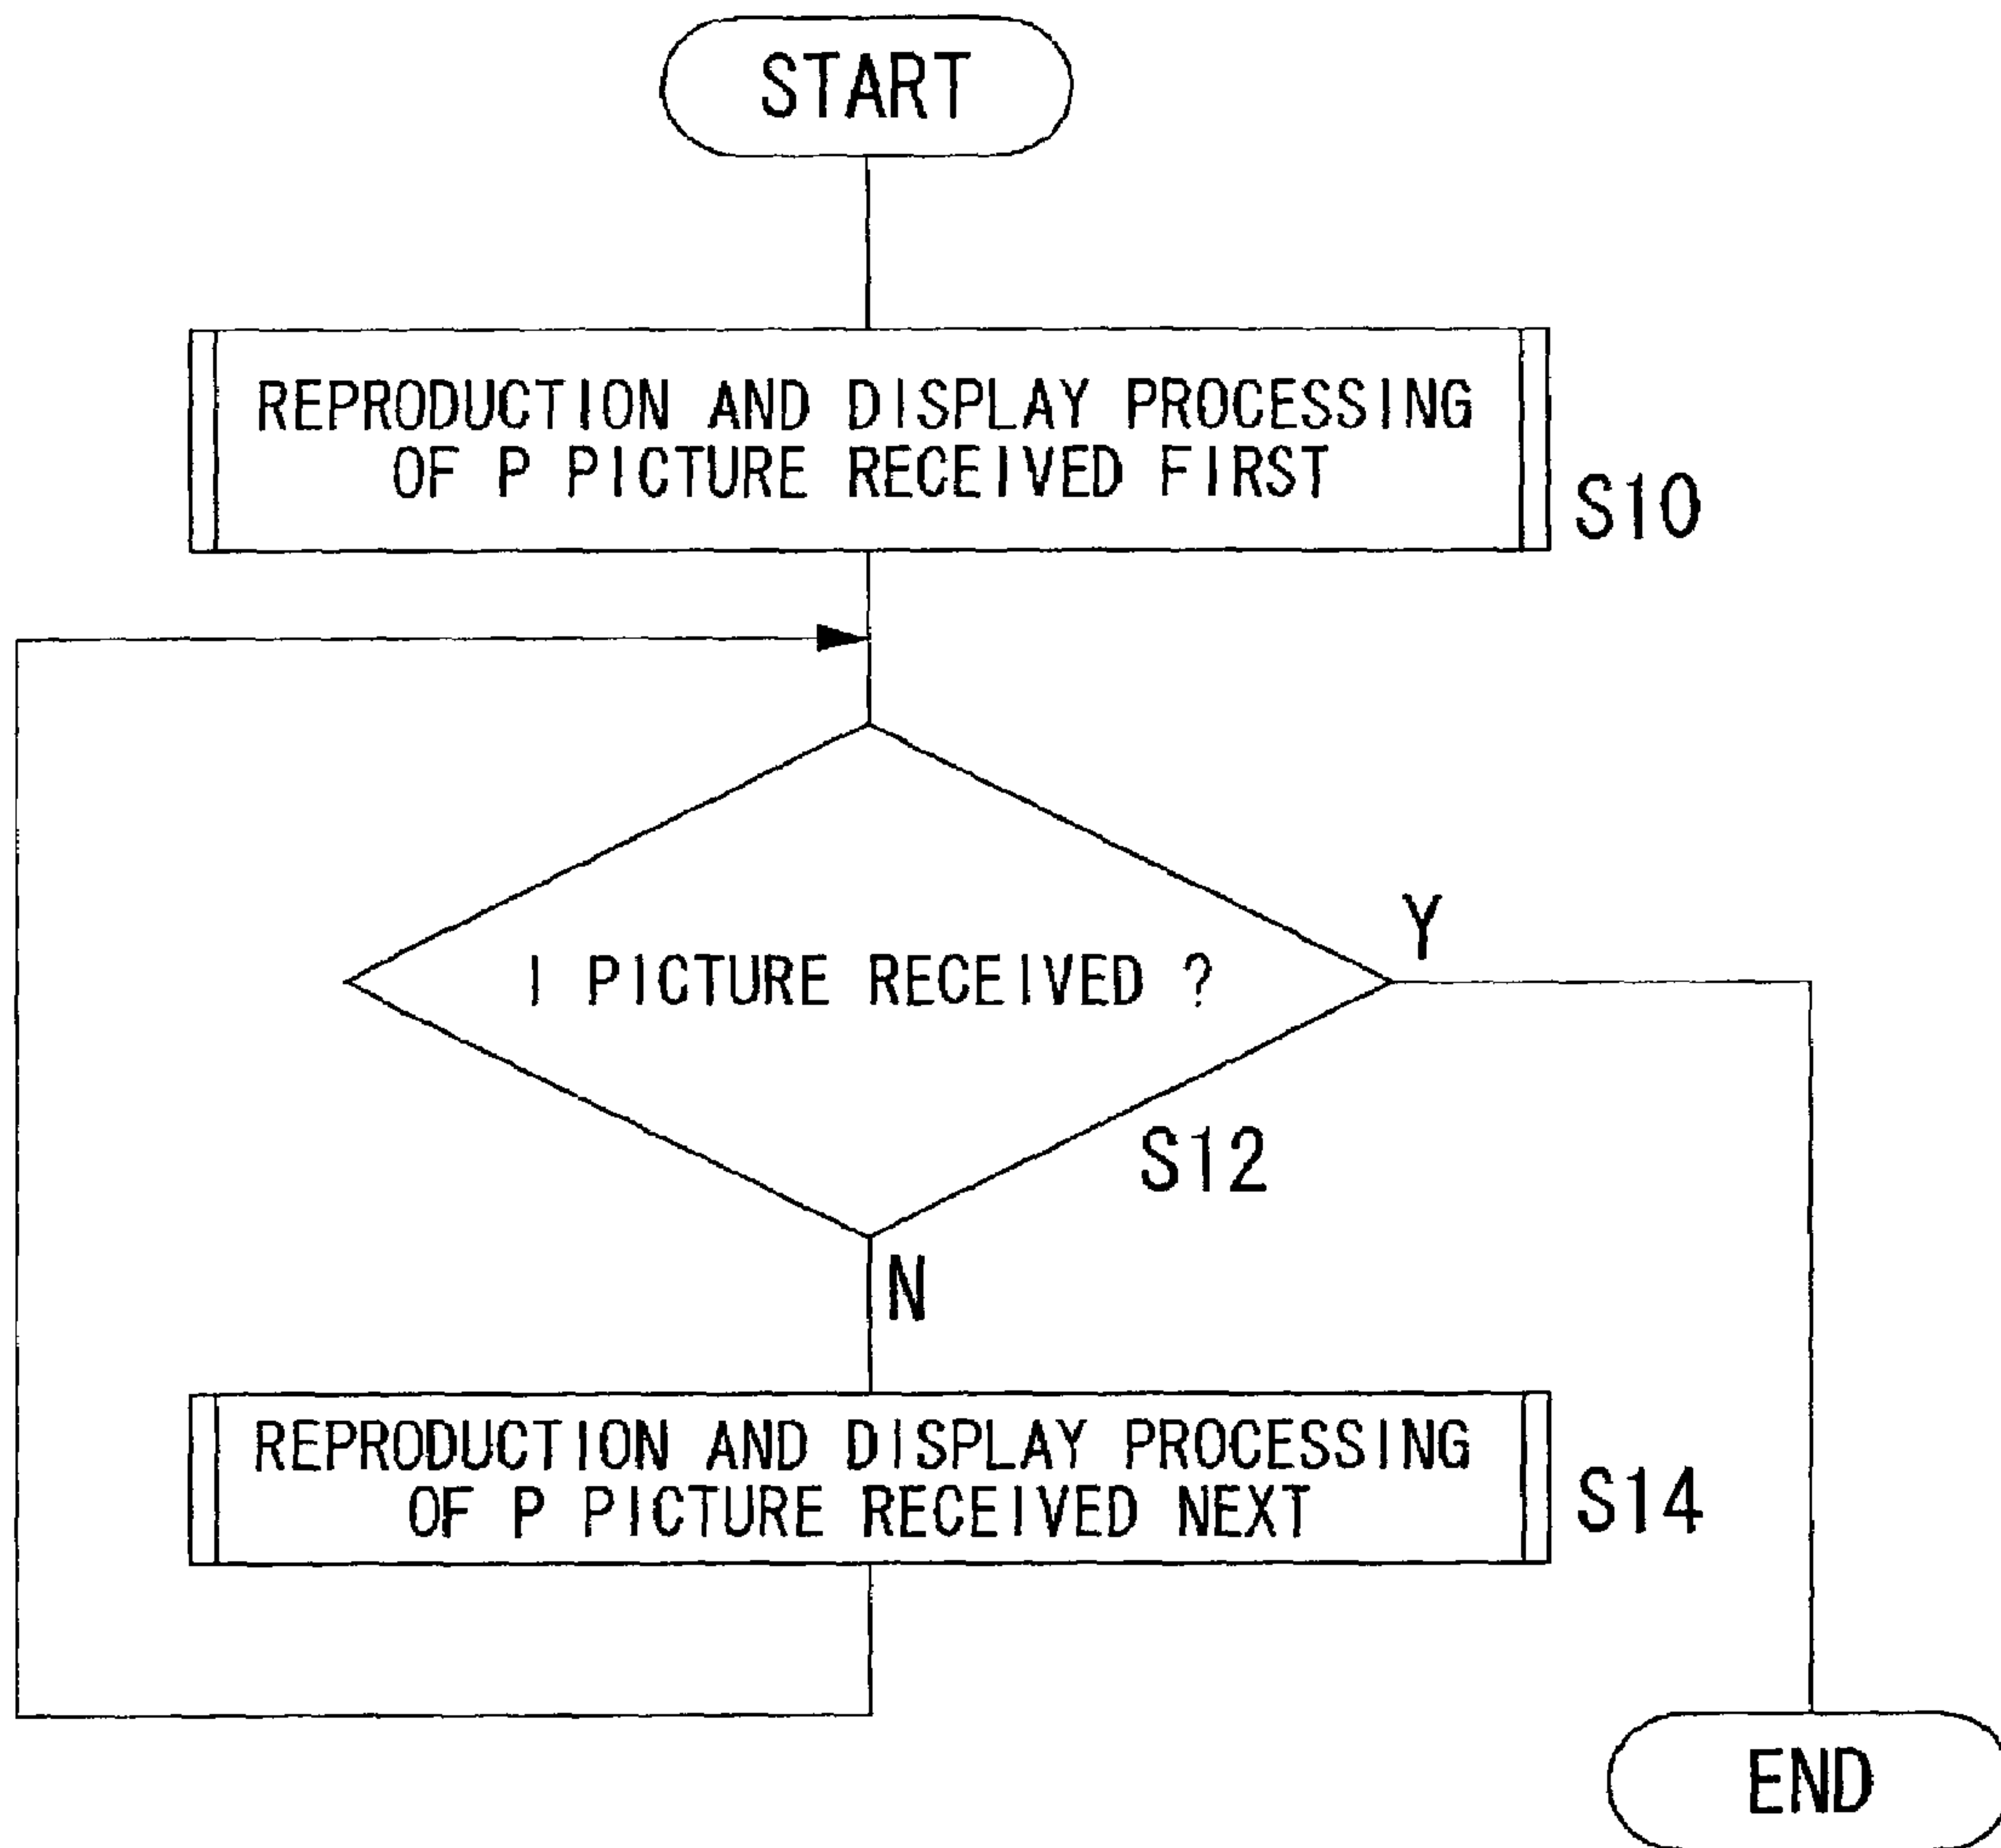 START
REPRODUCTION AND DISPLAY PROCESSING
OF P PICTURE RECEIVED FIRST
S10
I PICTURE RECEIVED ?
Y
S12
N
REPRODUCTION AND DISPLAY PROCESSING
OF P PICTURE RECEIVED NEXT
S14
END